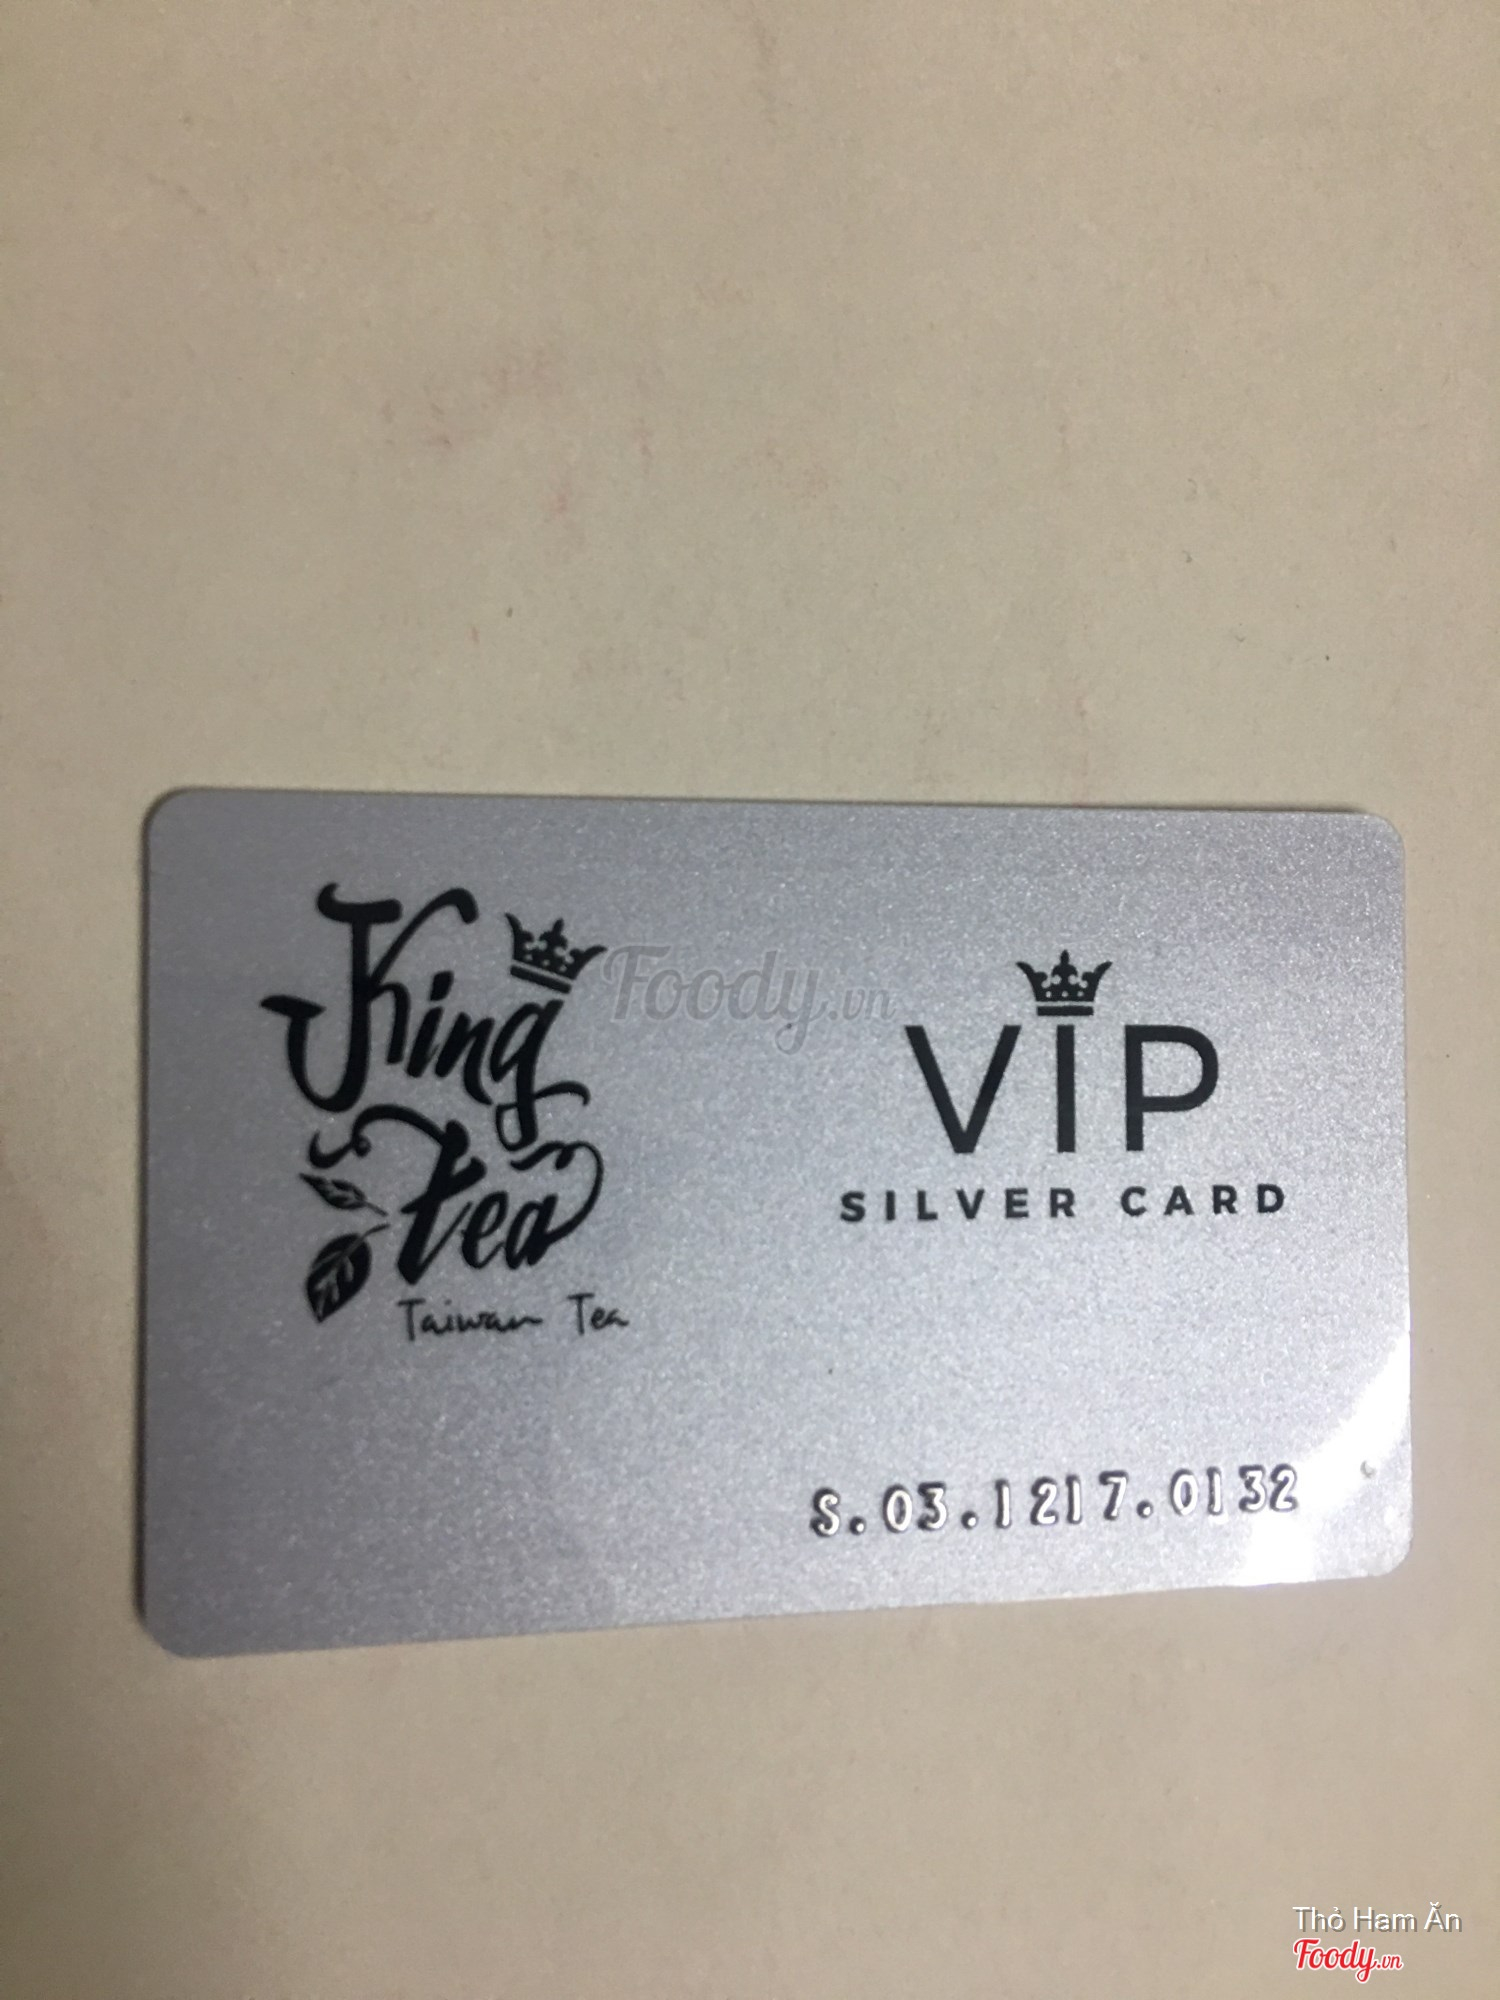 King
Tea
Taiwan Tea
Foody.vn
VIP
SILVER CARD
S.03.1217.0132
Thỏ Ham Ăn
Foody.vn